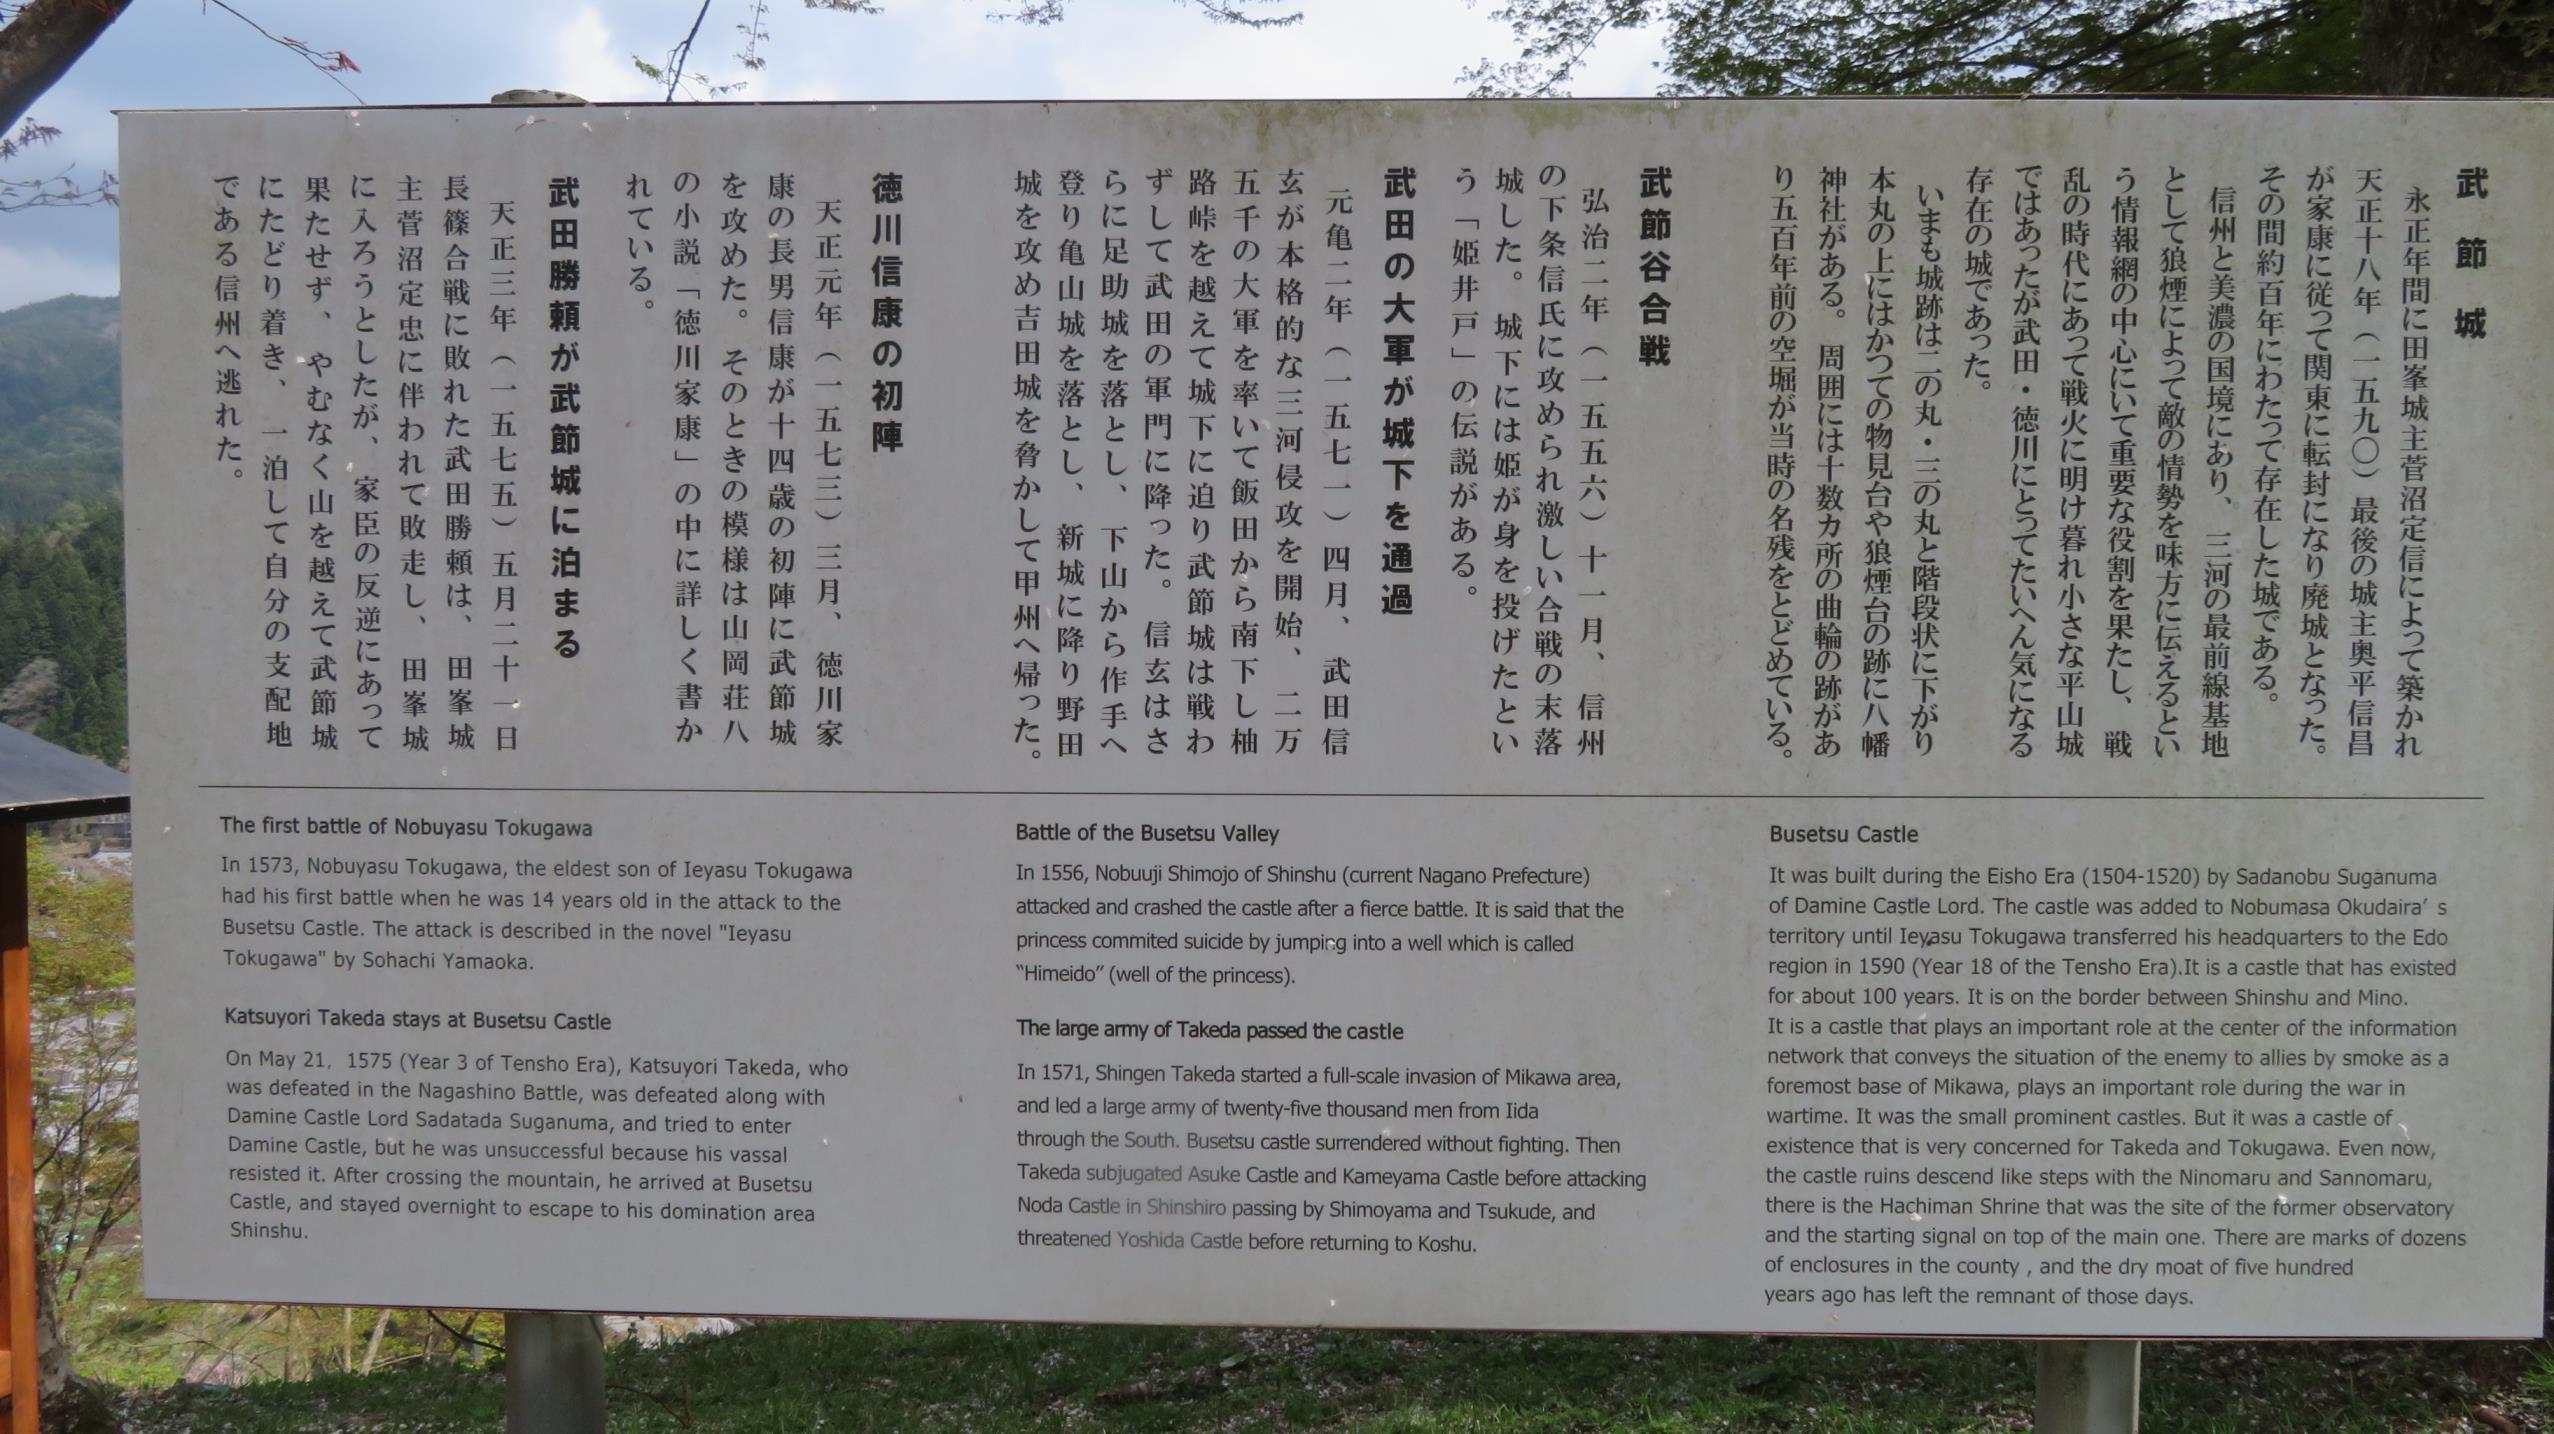 武節城
永正年間に田峯城主菅沼定信によって築かれ
天正十八年（一五九〇）最後の城主奥平信昌
が家康に従って関東に転封になり廃城となった。
その間約百年にわたって存在した城である。
信州と美濃の国境にあり、三河の最前線基地
として狼煙によって敵の情勢を味方に伝えるとい
う情報網の中心にいて重要な役割を果たし、戦
乱の時代にあって戦火に明け暮れ小さな平山城
ではあったが武田・徳川にとってたいへん気になる
存在の城であった。
いまも城跡は二の丸・三の丸と階段状に下がり
本丸の上にはかつての物見台や狼煙台の跡に八幡
神社がある。周囲には十数カ所の曲輪の跡があ
り五百年前の空堀が当時の名残をとどめている。
武節谷合戦
弘治二年（一五五六）十一月、信州
の下条信氏に攻められ激しい合戦の末落
城した。城下には姫が身を投げたとい
う「姫井戸」の伝説がある。
武田の大軍が城下を通過
元亀二年（一五七一）四月、武田信
玄が本格的な三河侵攻を開始、二万
五千の大軍を率いて飯田から南下し柚
路峠を越えて城下に迫り武節城は戦わ
ずして武田の軍門に降った。信玄はさ
らに足助城を落とし、下山から作手へ
登り亀山城を落とし、新城に降り野田
城を攻め吉田城を脅かして甲州へ帰った。
徳川信康の初陣
天正元年（一五七三）三月、徳川家
康の長男信康が十四歳の初陣に武節城
を攻めた。そのときの模様は山岡荘八
の小説「徳川家康」の中に詳しく書か
れている。
武田勝頼が武節城に泊まる
天正三年（一五七五）五月二十一日
長篠合戦に敗れた武田勝頼は、田峯城
主菅沼定忠に伴われて敗走し、田峯城
に入ろうとしたが、家臣の反逆にあって
果たせず、やむなく山を越えて武節城
にたどり着き、一泊して自分の支配地
である信州へ逃れた。
The first battle of Nobuyasu Tokugawa
In 1573, Nobuyasu Tokugawa, the eldest son of Ieyasu Tokugawa
had his first battle when he was 14 years old in the attack to the
Busetsu Castle. The attack is described in the novel "Ieyasu
Tokugawa" by Sohachi Yamaoka.
Katsuyori Takeda stays at Busetsu Castle
On May 21, 1575 (Year 3 of Tensho Era), Katsuyori Takeda, who
was defeated in the Nagashino Battle, was defeated along with
Damine Castle Lord Sadatada Suganuma, and tried to enter
Damine Castle, but he was unsuccessful because his vassal
resisted it. After crossing the mountain, he arrived at Busetsu
Castle, and stayed overnight to escape to his domination area
Shinshu.
Battle of the Busetsu Valley
In 1556, Nobuuji Shimojo of Shinshu (current Nagano Prefecture)
attacked and crashed the castle after a fierce battle. It is said that the
princess commited suicide by jumping into a well which is called
“Himeido” (well of the princess).
The large army of Takeda passed the castle
In 1571, Shingen Takeda started a full-scale invasion of Mikawa area,
and led a large army of twenty-five thousand men from Iida
through the South. Busetsu castle surrendered without fighting. Then
Takeda subjugated Asuke Castle and Kameyama Castle before attacking
Noda Castle in Shinshiro passing by Shimoyama and Tsukude, and
threatened Yoshida Castle before returning to Koshu.
Busetsu Castle
It was built during the Eisho Era (1504-1520) by Sadanobu Suganuma
of Damine Castle Lord. The castle was added to Nobumasa Okudaira’s
territory until Ieyasu Tokugawa transferred his headquarters to the Edo
region in 1590 (Year 18 of the Tensho Era).It is a castle that has existed
for about 100 years. It is on the border between Shinshu and Mino.
It is a castle that plays an important role at the center of the information
network that conveys the situation of the enemy to allies by smoke as a
foremost base of Mikawa, plays an important role during the war in
wartime. It was the small prominent castles. But it was a castle of
existence that is very concerned for Takeda and Tokugawa. Even now,
the castle ruins descend like steps with the Ninomaru and Sannomaru,
there is the Hachiman Shrine that was the site of the former observatory
and the starting signal on top of the main one. There are marks of dozens
of enclosures in the county , and the dry moat of five hundred
years ago has left the remnant of those days.